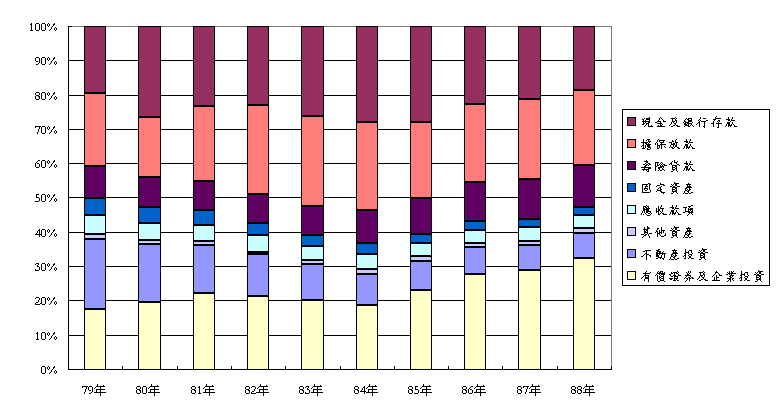 100%
90%
80%
70%
60%
50%
40%
30%
20%
10%
0%
79年 80年 81年 82年 83年 84年 85年 86年 87年 88年
現金及銀行存款
擔保放款
壽險貸款
固定資產
應收款項
其他資產
不動產投資
有價證券及企業投資